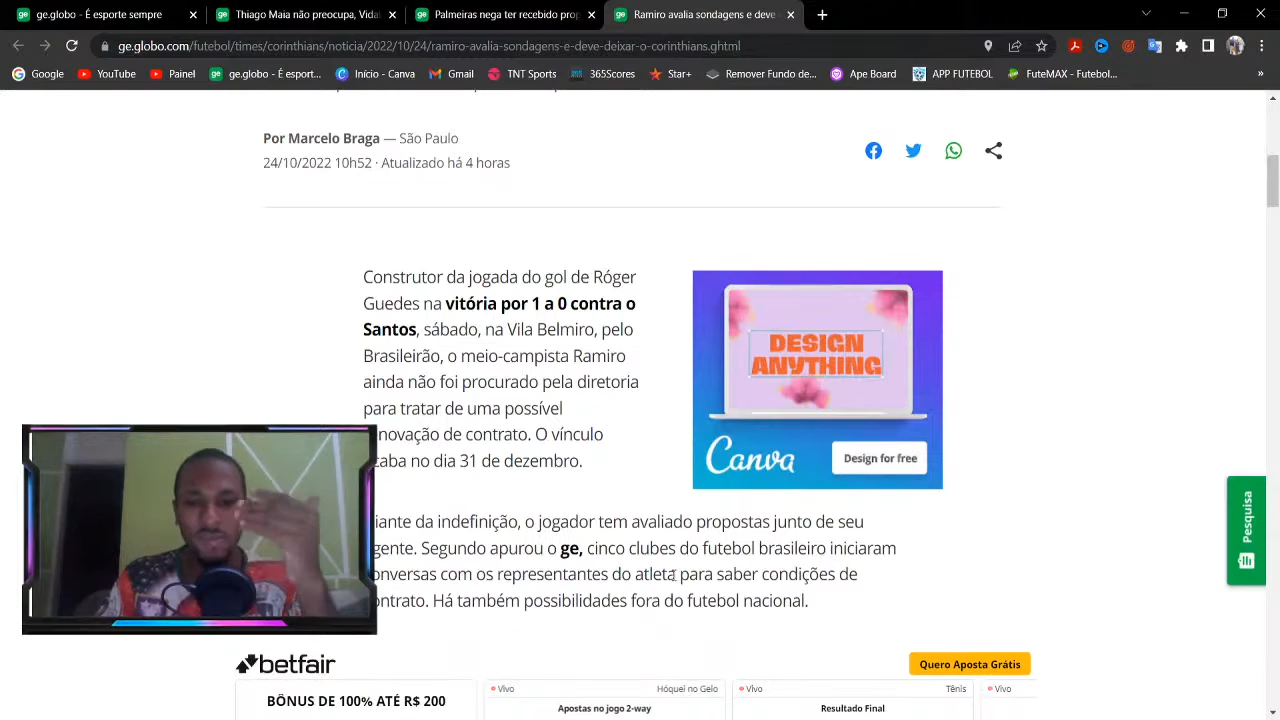 ge.globo - É esporte sempre
Thiago Maia não preocupa, Vida
Palmeiras nega ter recebido prop
Ramiro avalia sondagens e deve
ge.globo.com/futebol/times/corinthians/noticia/2022/10/24/ramiro-avalia-sondagens-e-deve-deixar-o-corinthians.ghtml
Google
YouTube
Painel
ge.globo - É esport...
Início - Canva
Gmail
TNT Sports
365Scores
Star+
Remover Fundo de...
Ape Board
APP FUTEBOL
FuteMAX - Futebol...
»
Por Marcelo Braga — São Paulo
24/10/2022 10h52 · Atualizado há 4 horas
Construtor da jogada do gol de Róger
Guedes na vitória por 1 a 0 contra o
Santos, sábado, na Vila Belmiro, pelo
Brasileirão, o meio-campista Ramiro
ainda não foi procurado pela diretoria
para tratar de uma possível
novação de contrato. O vínculo
caba no dia 31 de dezembro.
DESIGN
ANYTHING
Canva
Design for free
iante da indefinição, o jogador tem avaliado propostas junto de seu
gente. Segundo apurou o ge, cinco clubes do futebol brasileiro iniciaram
onversas com os representantes do atleta para saber condições de
ontrato. Há também possibilidades fora do futebol nacional.
Pesquisa
betfair
Quero Aposta Grátis
BÔNUS DE 100% ATÉ R$ 200
Vivo
Hóquei no Gelo
Apostas no jogo 2-way
Vivo
Tênis
Resultado Final
Vivo